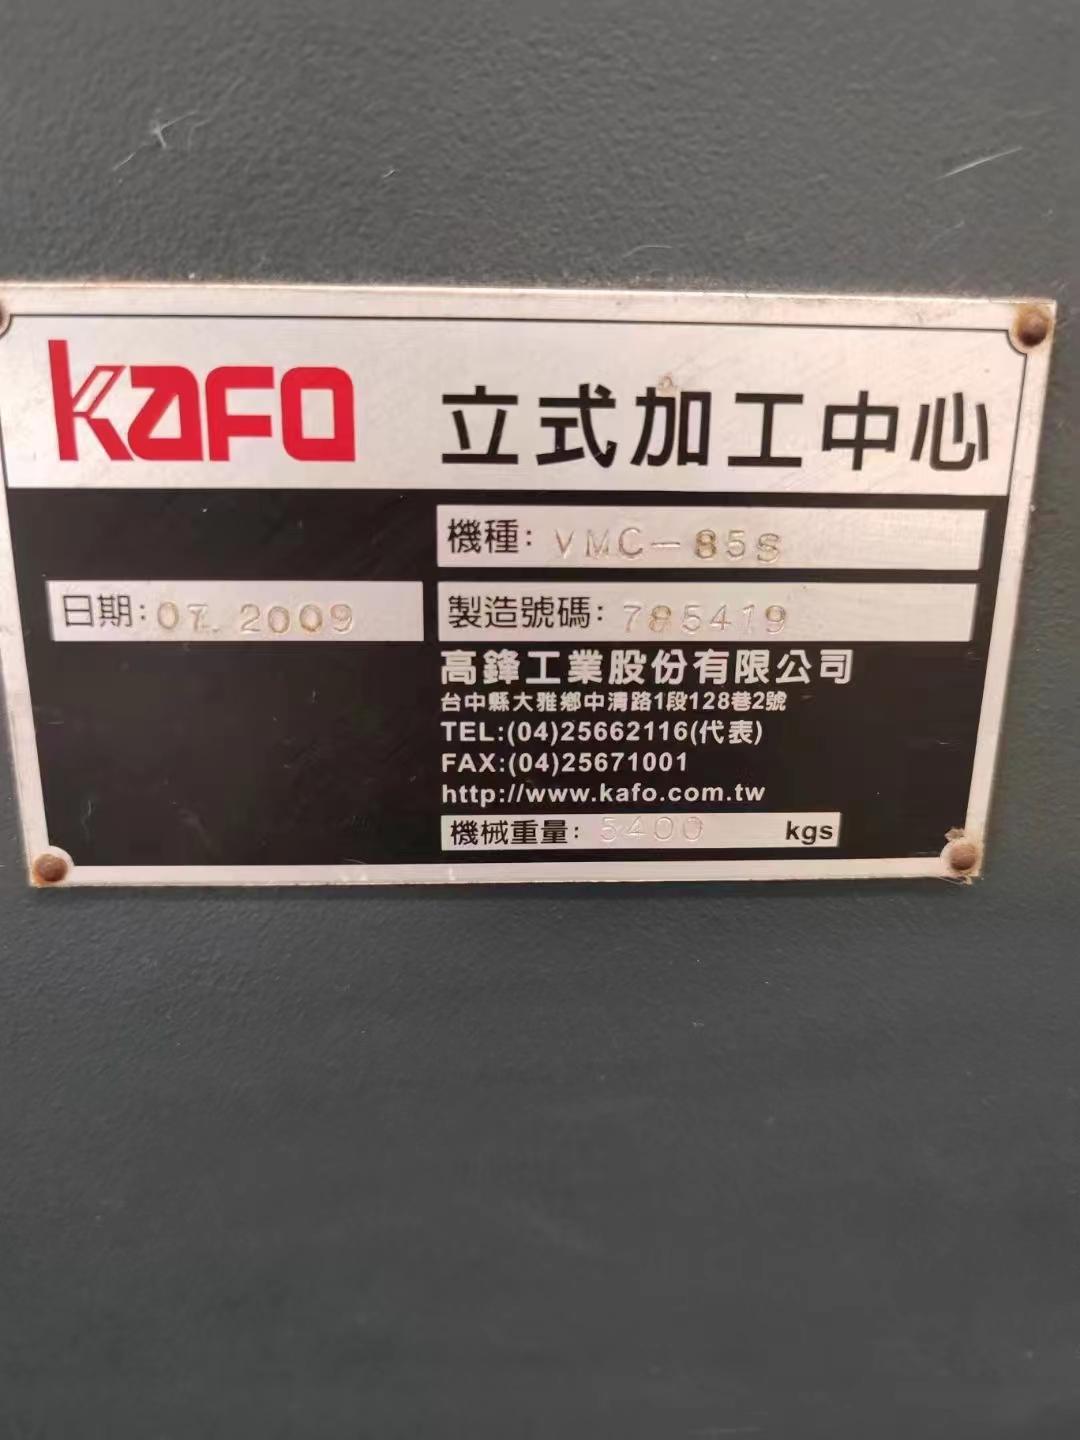 KAFO 立式加工中心
機種: VMC-85S
日期: 07. 2009 製造號碼: 785419
高鋒工業股份有限公司
台中縣大雅鄉中清路1段128巷2號
TEL:(04)25662116(代表)
FAX:(04)25671001
http://www.kafo.com.tw
機械重量: 5400 kgs